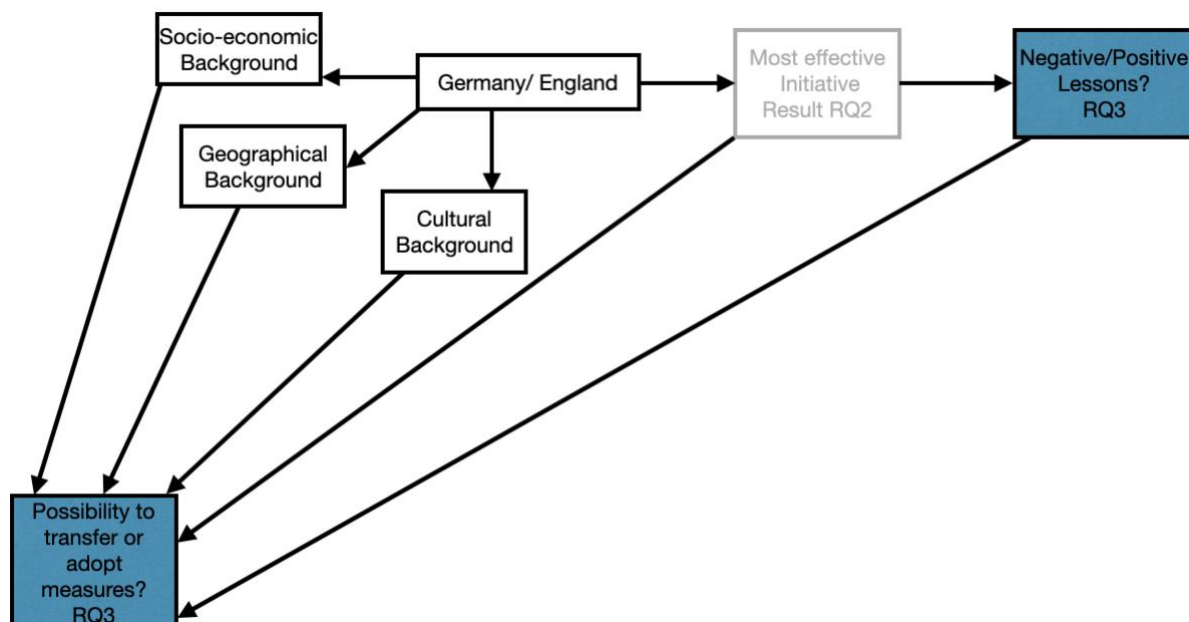 Socio-economic
Background
Germany/ England
Most effective
Initiative
Result RQ2
Negative/Positive
Lessons?
RQ3
Geographical
Background
Cultural
Background
Possibility to
transfer or
adopt
measures?
RQ3